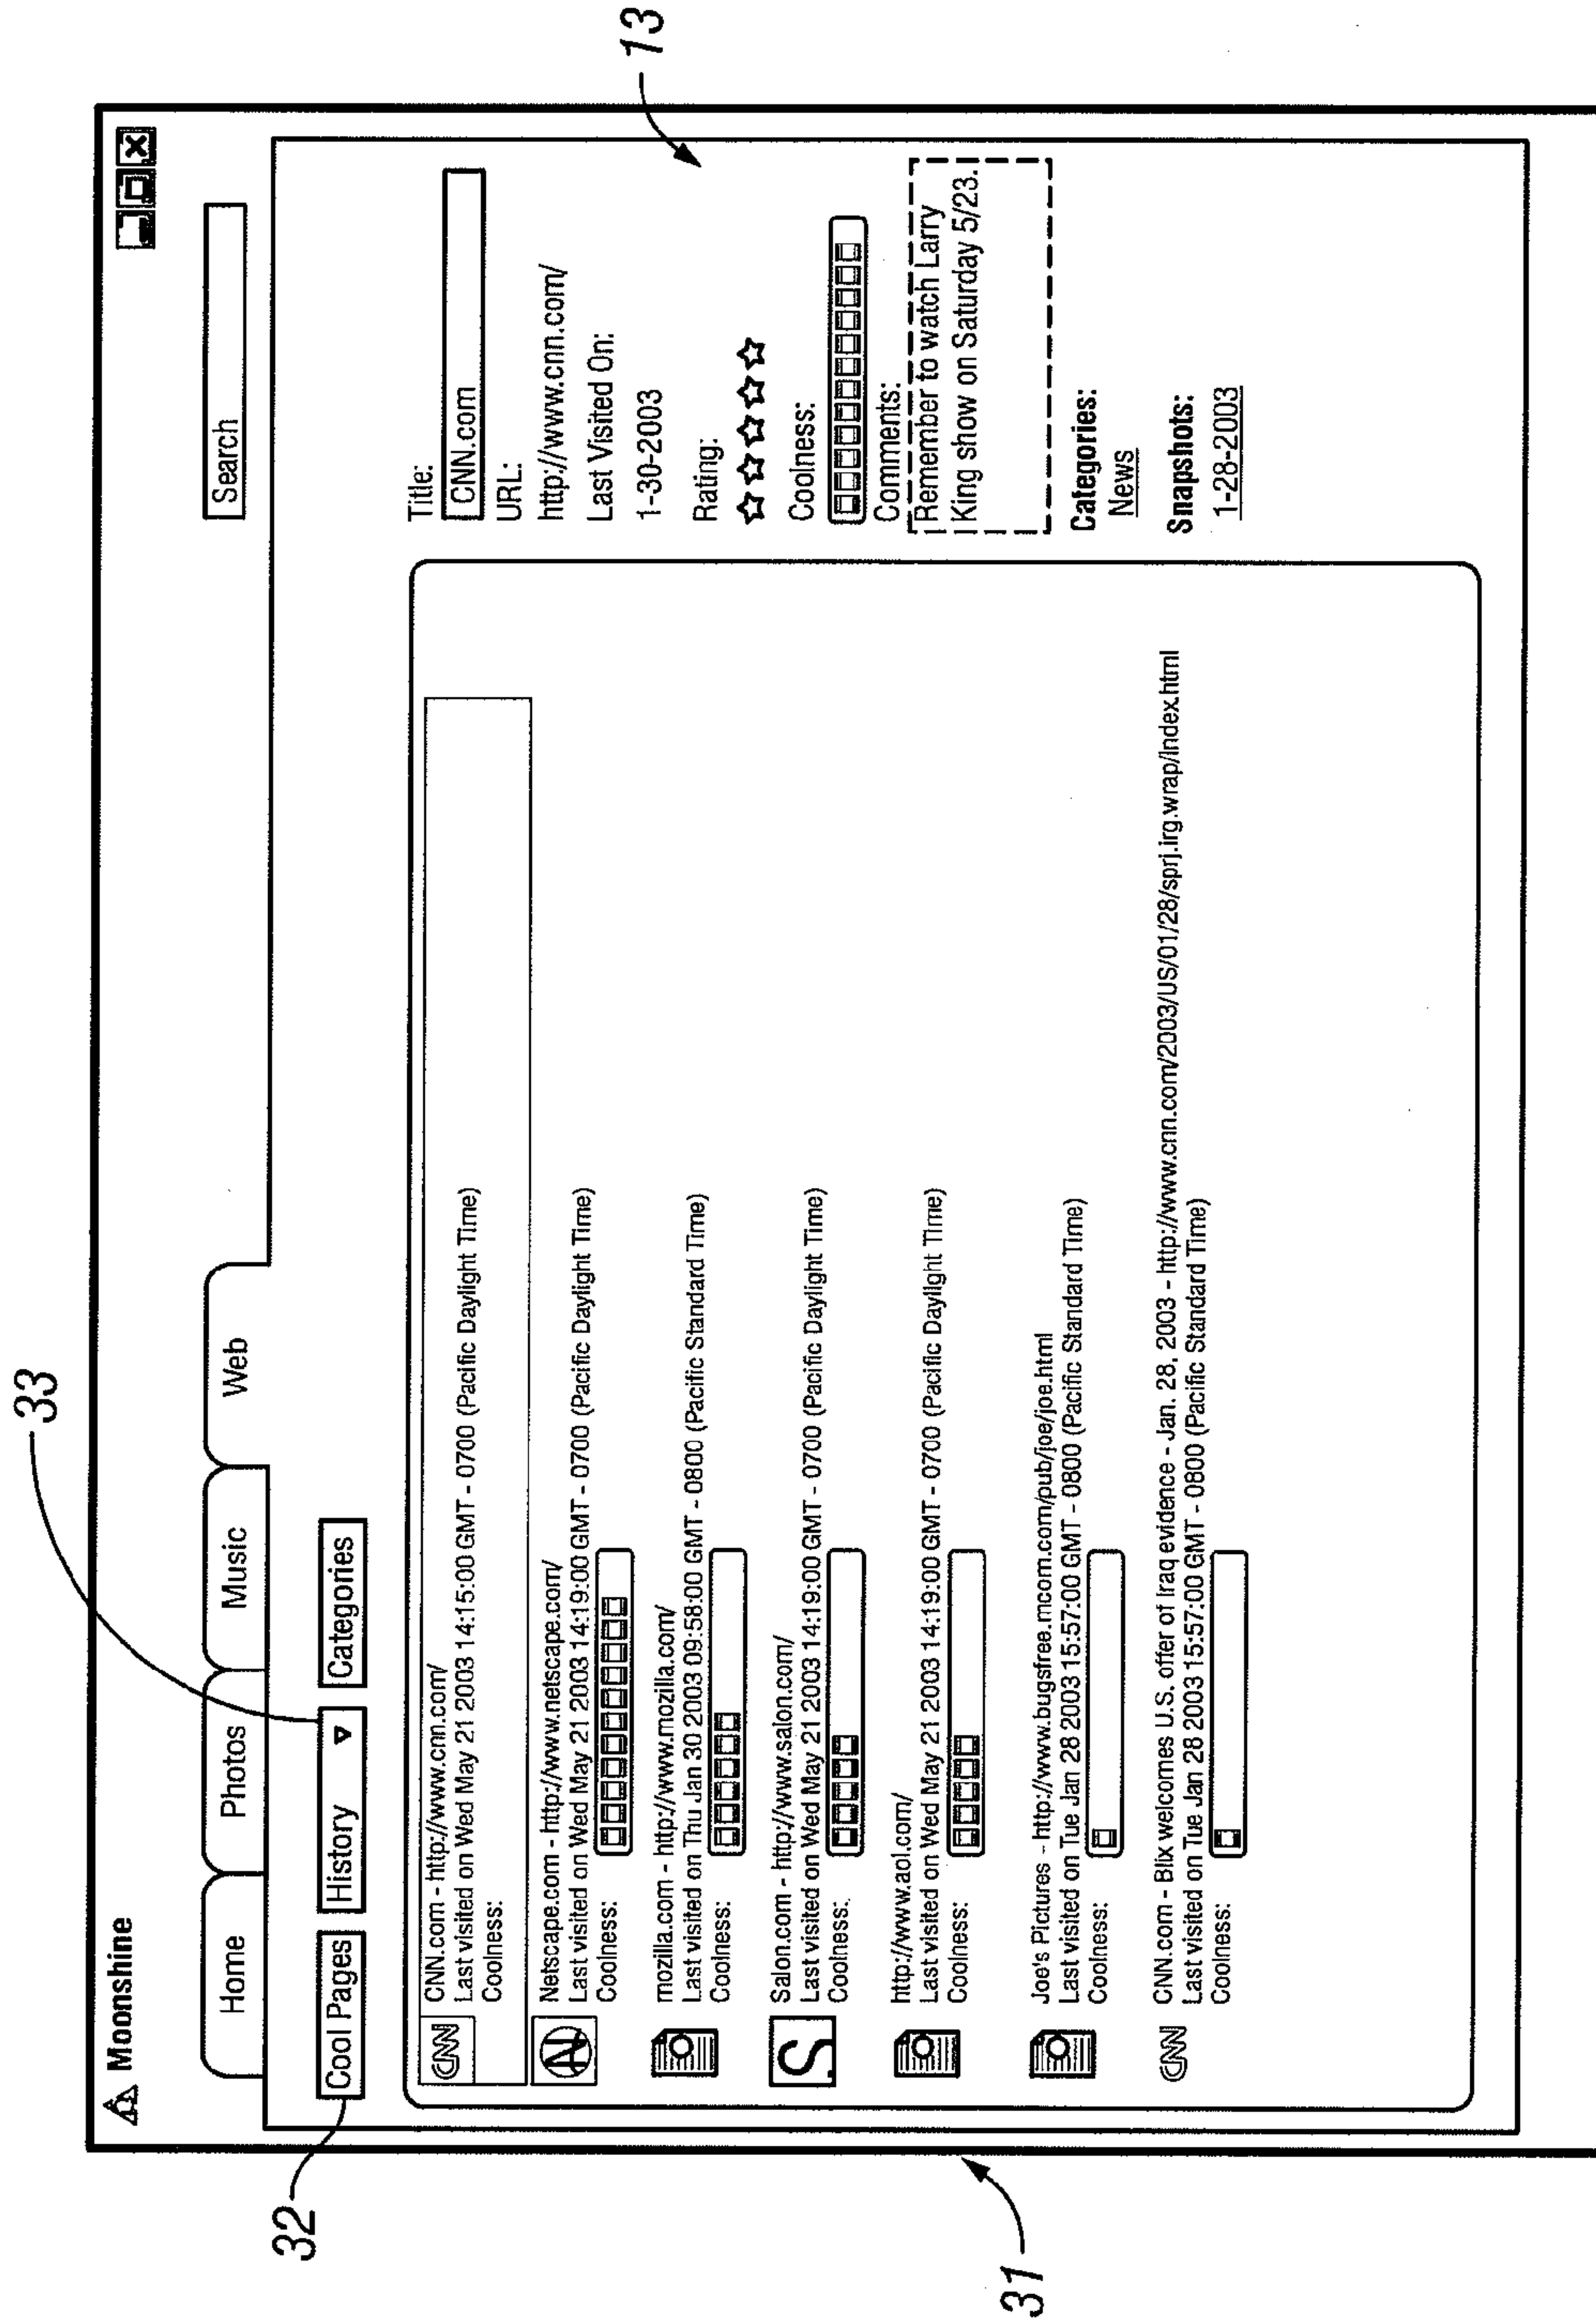 33
13
32
31
Moonshine
Home
Photos
Music
Web
Search
Cool Pages
History
Categories
CNN
CNN.com - http://www.cnn.com/
Last visited on Wed May 21 2003 14:15:00 GMT - 0700 (Pacific Daylight Time)
Coolness:
N
Netscape.com - http://www.netscape.com/
Last visited on Wed May 21 2003 14:19:00 GMT - 0700 (Pacific Daylight Time)
Coolness:
mozilla.com - http://www.mozilla.com/
Last visited on Thu Jan 30 2003 09:58:00 GMT - 0800 (Pacific Standard Time)
Coolness:
S.
Salon.com - http://www.salon.com/
Last visited on Wed May 21 2003 14:19:00 GMT - 0700 (Pacific Daylight Time)
Coolness:
http://www.aol.com/
Last visited on Wed May 21 2003 14:19:00 GMT - 0700 (Pacific Daylight Time)
Coolness:
Joe's Pictures - http://www.bugsfree.mcom.com/pub/joe/joe.html
Last visited on Tue Jan 28 2003 15:57:00 GMT - 0800 (Pacific Standard Time)
Coolness:
CNN
CNN.com - Blix welcomes U.S. offer of Iraq evidence - Jan. 28, 2003 - http://www.cnn.com/2003/US/01/28/sprj.irg.wrap/index.html
Last visited on Tue Jan 28 2003 15:57:00 GMT - 0800 (Pacific Standard Time)
Coolness:
Title:
CNN.com
URL:
http://www.cnn.com/
Last Visited On:
1-30-2003
Rating:
Coolness:
Comments:
Remember to watch Larry
King show on Saturday 5/23.
Categories:
News
Snapshots:
1-28-2003